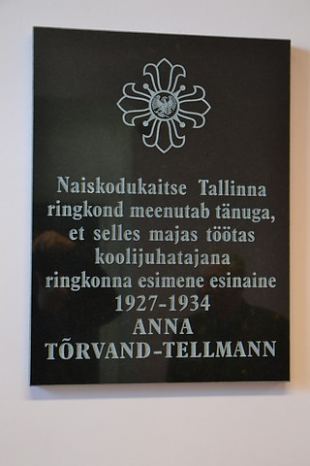 Naiskodukaitse Tallinna
ringkond meenutab tänuga,
et selles majas töötas
koolijuhatajana
ringkonna esimene esinaine
1927-1934
ANNA
TÕRVAND-TELLMANN